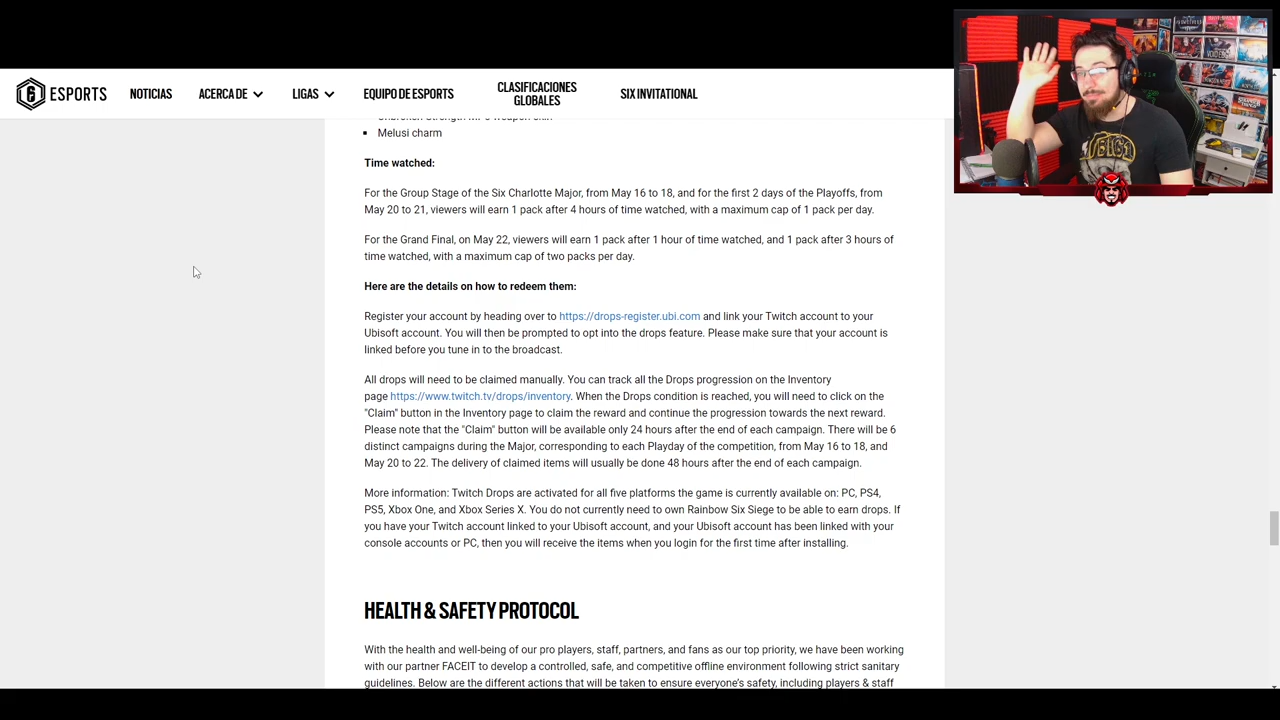 ESPORTS
NOTICIAS
ACERCA DE
LIGAS
EQUIPO DE ESPORTS
CLASIFICACIONES
GLOBALES
SIX INVITATIONAL
Melusi charm
Time watched:
For the Group Stage of the Six Charlotte Major, from May 16 to 18, and for the first 2 days of the Playoffs, from
May 20 to 21, viewers will earn 1 pack after 4 hours of time watched, with a maximum cap of 1 pack per day.
For the Grand Final, on May 22, viewers will earn 1 pack after 1 hour of time watched, and 1 pack after 3 hours of
time watched, with a maximum cap of two packs per day.
Here are the details on how to redeem them:
Register your account by heading over to https://drops-register.ubi.com and link your Twitch account to your
Ubisoft account. You will then be prompted to opt into the drops feature. Please make sure that your account is
linked before you tune in to the broadcast.
All drops will need to be claimed manually. You can track all the Drops progression on the Inventory
page https://www.twitch.tv/drops/inventory. When the Drops condition is reached, you will need to click on the
"Claim" button in the Inventory page to claim the reward and continue the progression towards the next reward.
Please note that the "Claim" button will be available only 24 hours after the end of each campaign. There will be 6
distinct campaigns during the Major, corresponding to each Playday of the competition, from May 16 to 18, and
May 20 to 22. The delivery of claimed items will usually be done 48 hours after the end of each campaign.
More information: Twitch Drops are activated for all five platforms the game is currently available on: PC, PS4,
PS5, Xbox One, and Xbox Series X. You do not currently need to own Rainbow Six Siege to be able to earn drops. If
you have your Twitch account linked to your Ubisoft account, and your Ubisoft account has been linked with your
console accounts or PC, then you will receive the items when you login for the first time after installing.
HEALTH & SAFETY PROTOCOL
With the health and well-being of our pro players, staff, partners, and fans as our top priority, we have been working
with our partner FACEIT to develop a controlled, safe, and competitive offline environment following strict sanitary
guidelines. Below are the different actions that will be taken to ensure everyone's safety, including players & staff